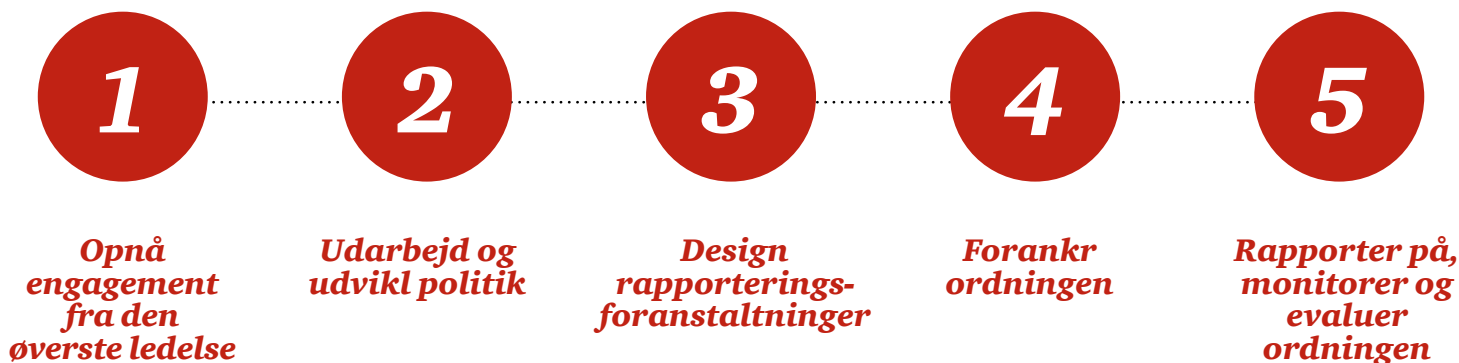 1
2
3
4
5
Opnå
engagement
fra den
øverste ledelse
Udarbejd og
udvikl politik
Design
rapporterings-
foranstaltninger
Forankr
ordningen
Rapporter på,
monitorer og
evaluer
ordningen